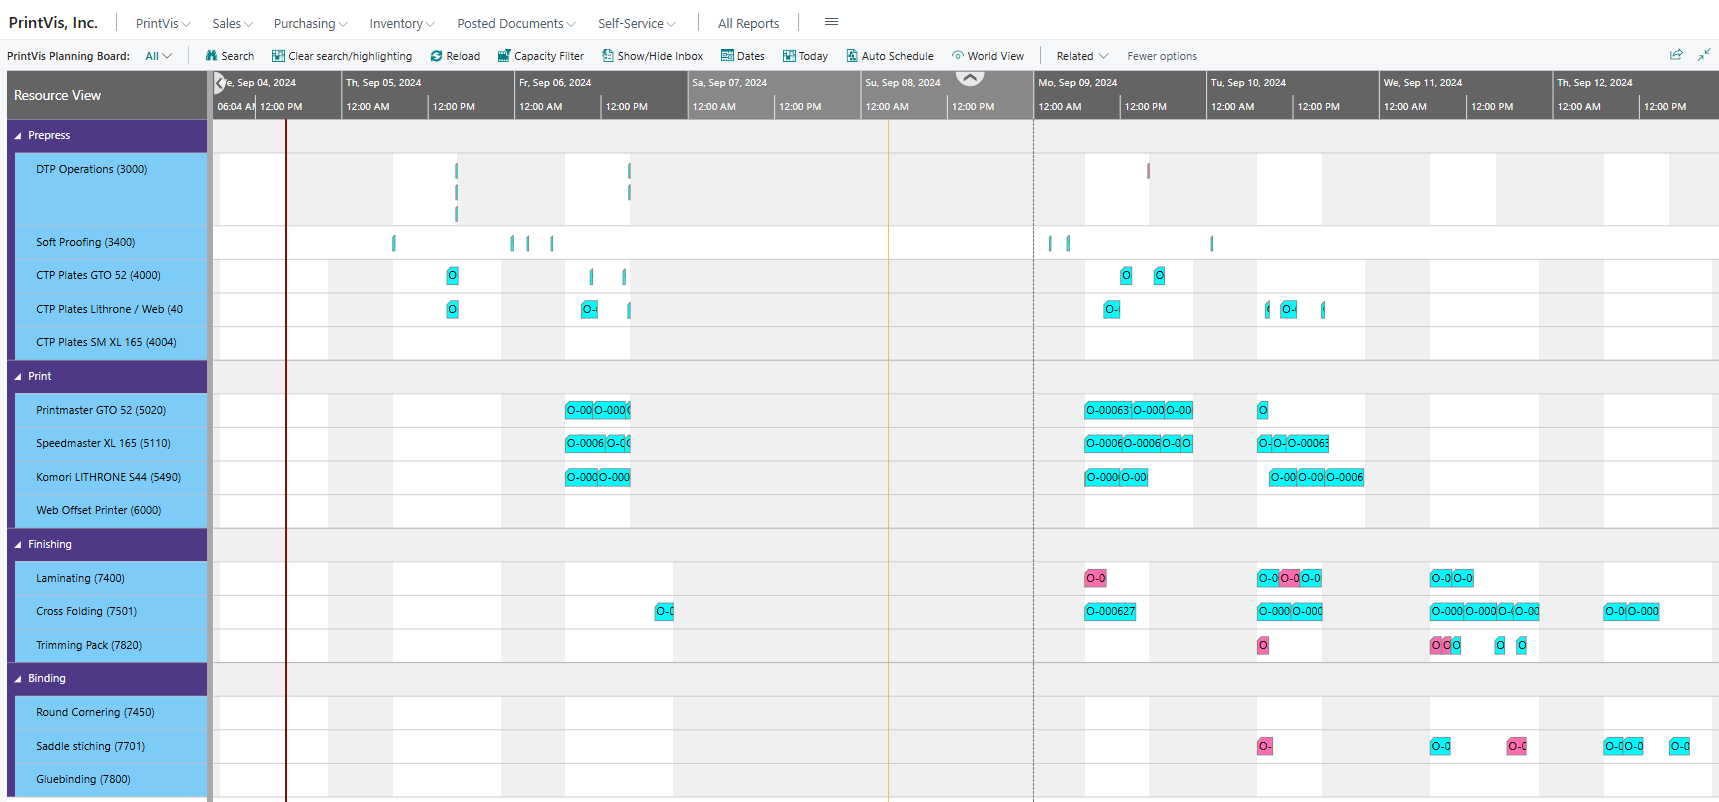 PrintVis, Inc. PrintVis Sales Purchasing Inventory Posted Documents Self-Service All Reports
PrintVis Planning Board: All Search Clear search/highlighting Reload Capacity Filter Show/Hide Inbox Dates Today Auto Schedule World View Related Fewer options
Resource View
Sep 04, 2024 Th, Sep 05, 2024 Fr, Sep 06, 2024 Sa, Sep 07, 2024 Su, Sep 08, 2024 Mo, Sep 09, 2024 Tu, Sep 10, 2024 We, Sep 11, 2024 Th, Sep 12, 2024
06:04 AM 12:00 PM 12:00 AM 12:00 PM 12:00 AM 12:00 PM 12:00 AM 12:00 PM 12:00 AM 12:00 PM 12:00 AM 12:00 PM 12:00 AM 12:00 PM 12:00 AM 12:00 PM 12:00 AM 12:00 PM
Prepress
DTP Operations (3000)
Soft Proofing (3400)
CTP Plates GTO 52 (4000) O O O
CTP Plates Lithrone / Web (40 O O- O- O-
CTP Plates SM XL 165 (4004)
Print
Printmaster GTO 52 (5020) O-00 O-000 O-00063 O-000 O-00 O
Speedmaster XL 165 (5110) O-0006 O-0 O-0006 O-0006 O-0 O- O- O- O-00063
Komori LITHRONE S44 (5490) O-000 O-000 O-000 O-00 O-00 O-00 O-0006
Web Offset Printer (6000)
Finishing
Laminating (7400) O-0 O-0 O-0 O-0 O-0 O-0
Cross Folding (7501) O-0 O-000627 O-000 O-000 O-000 O-000 O- O-00 O-0 O-000
Trimming Pack (7820) O O O O O O
Binding
Round Cornering (7450)
Saddle stiching (7701) O- O-0 O-0 O-0 O-0 O-0
Gluebinding (7800)